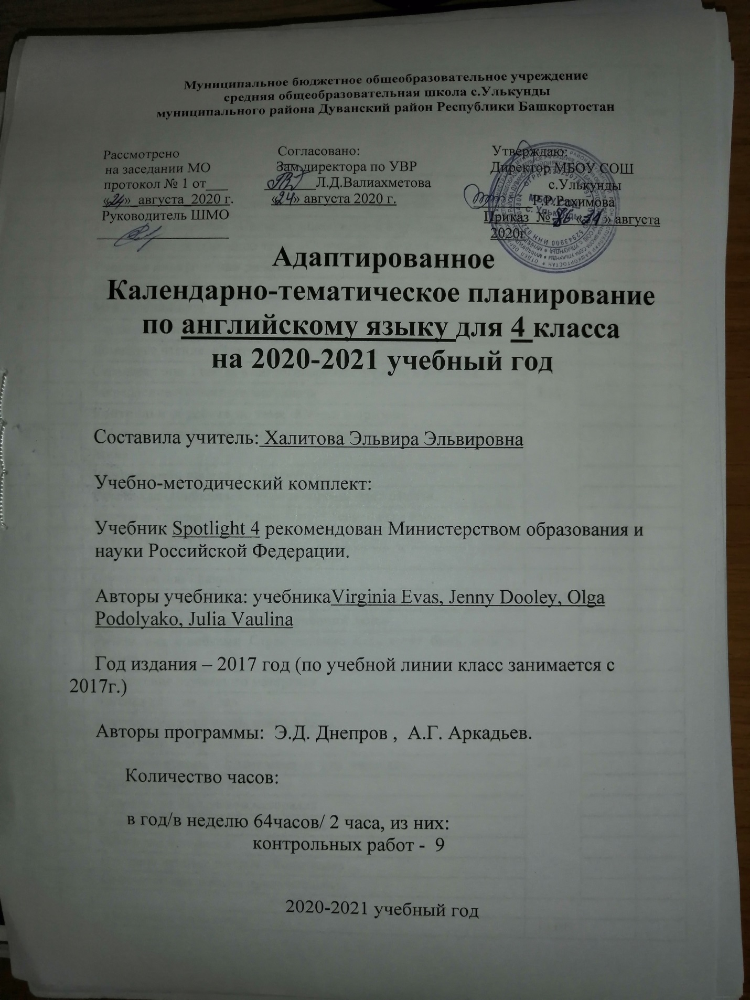 Муниципальное бюджетное общеобразовательное учреждение
средняя общеобразовательная школа с.Улькунды
муниципального района Дуванский район Республики Башкортостан
Рассмотрено
на заседании МО
протокол № 1 от___
«24»_августа_2020 г.
Руководитель ШМО
Согласовано:
Зам.директора по УВР
Л.Д.Валиахметова
«24» августа 2020 г.
Утверждаю:
Директор МБОУ СОШ
с.Улькунды
Р.Р.Рахимова
Приказ № 86 «31» августа
2020г
Адаптированное
Календарно-тематическое планирование
по английскому языку для 4 класса
на 2020-2021 учебный год
Составила учитель: Халитова Эльвира Эльвировна
Учебно-методический комплект:
Учебник Spotlight 4 рекомендован Министерством образования и
науки Российской Федерации.
Авторы учебника: учебникаVirginia Evas, Jenny Dooley, Olga
Podolyako, Julia Vaulina
Год издания – 2017 год (по учебной линии класс занимается с
2017г.)
Авторы программы: Э.Д. Днепров , А.Г. Аркадьев.
Количество часов:
в год/в неделю 64часов/ 2 часа, из них:
контрольных работ - 9
2020-2021 учебный год